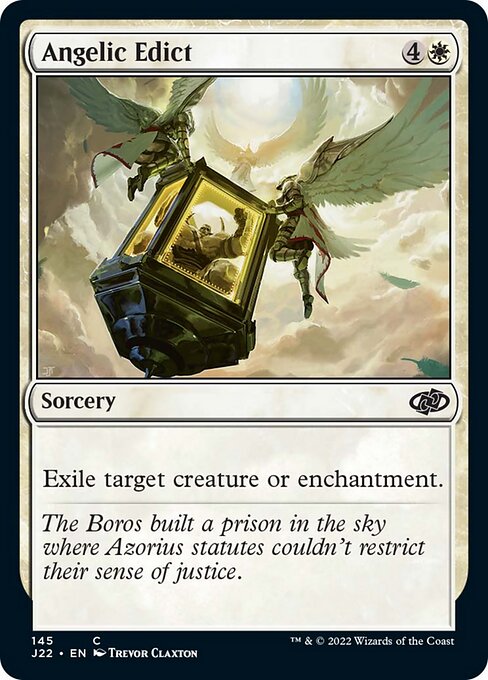 Angelic Edict 4
Sorcery
Exile target creature or enchantment.
The Boros built a prison in the sky
where Azorius statutes couldn't restrict
their sense of justice.
145 C
J22 • EN TREVOR CLAXTON
™ & © 2022 Wizards of the Coast